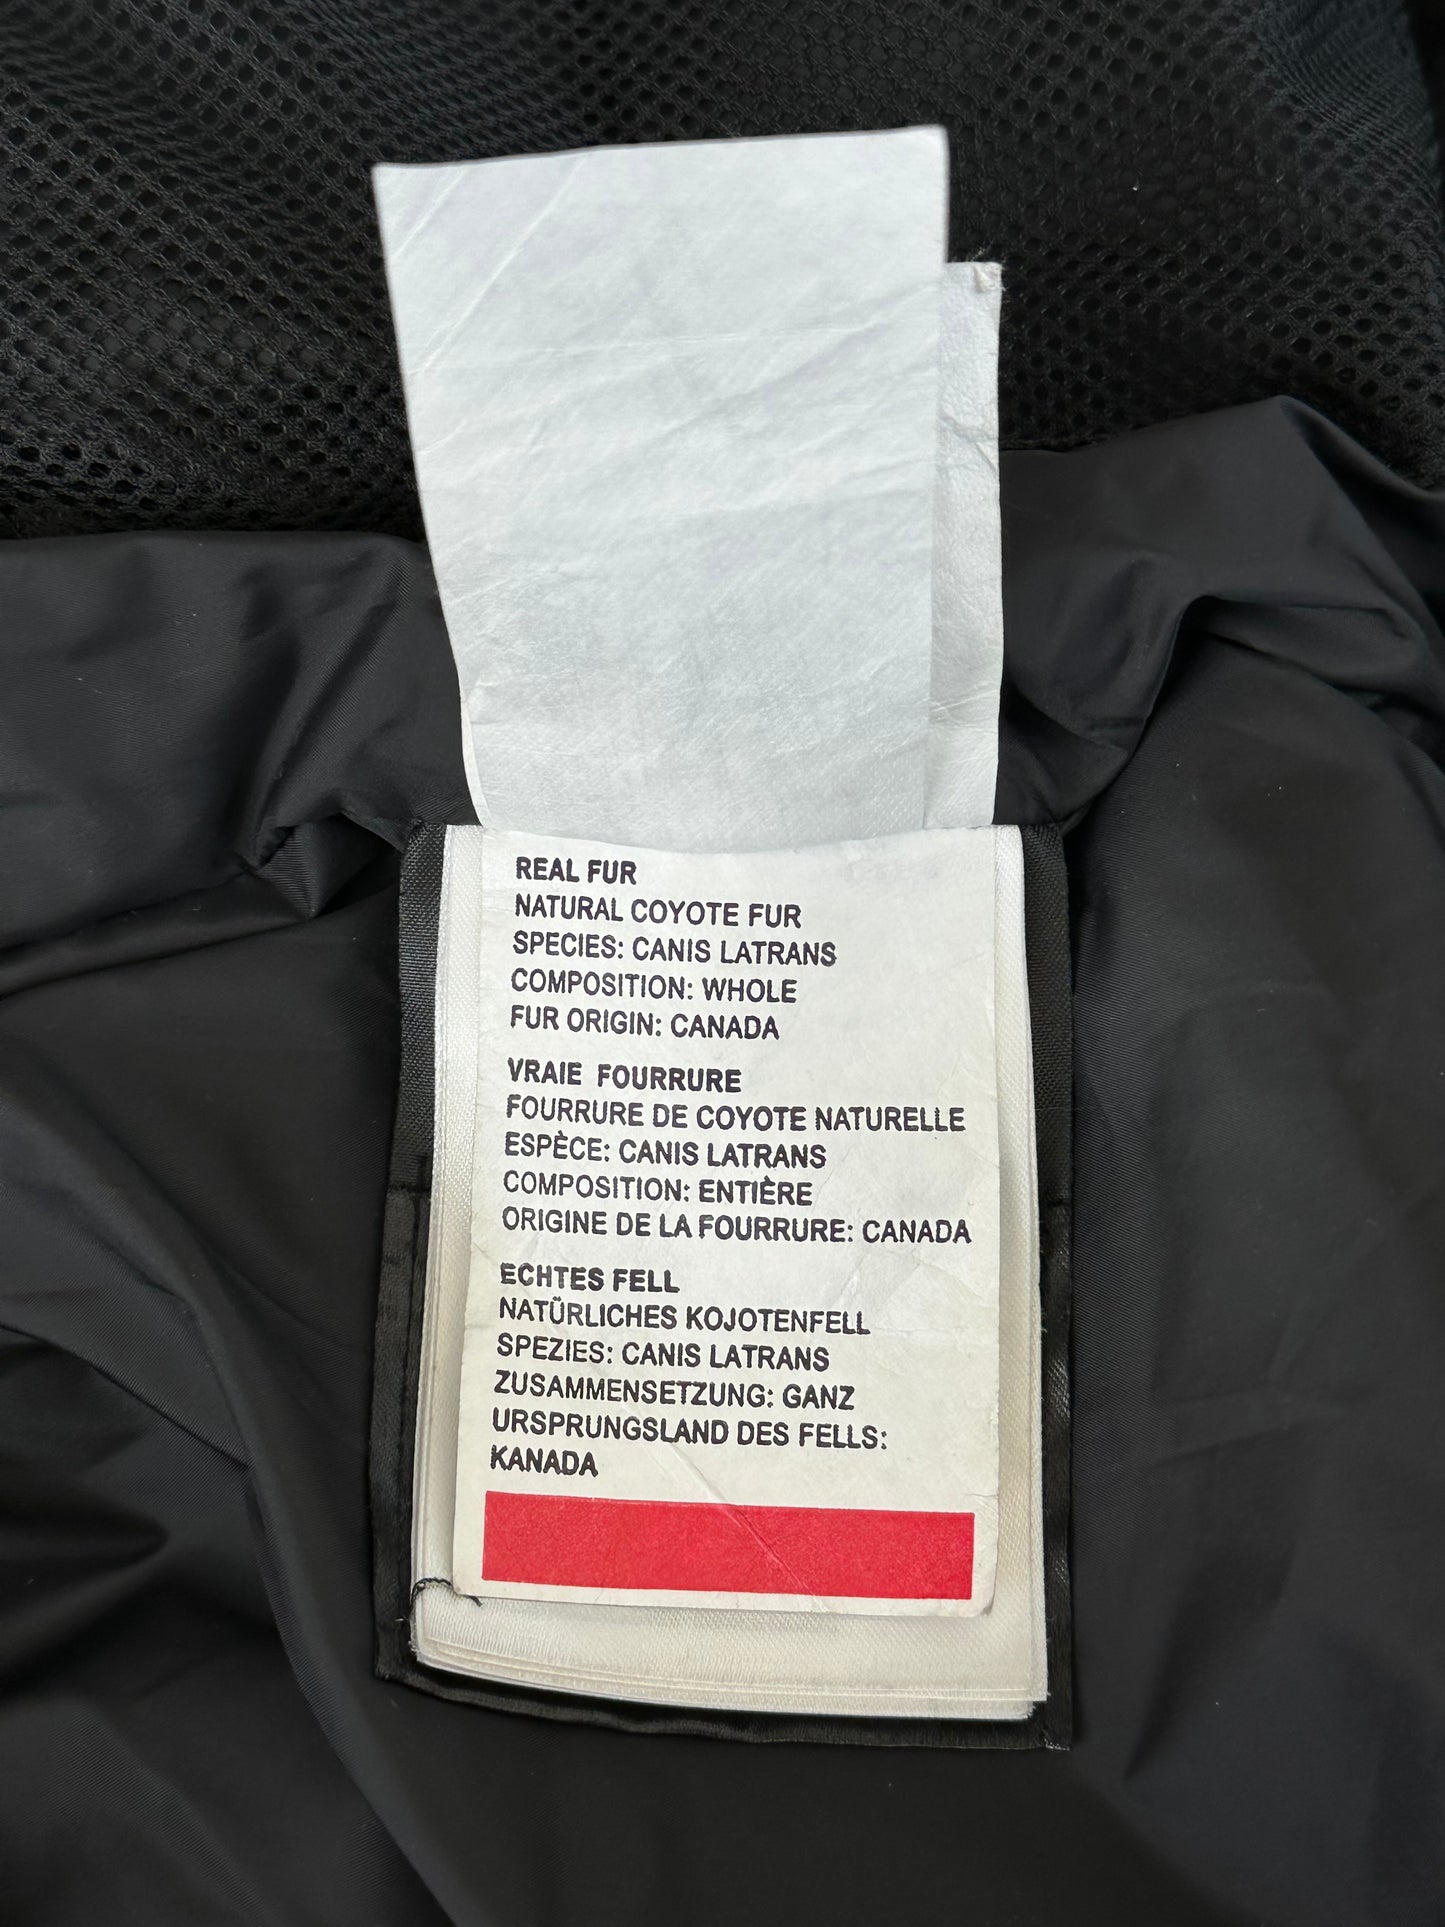 REAL FUR
NATURAL COYOTE FUR
SPECIES: CANIS LATRANS
COMPOSITION: WHOLE
FUR ORIGIN: CANADA
VRAIE FOURRURE
FOURRURE DE COYOTE NATURELLE
ESPÈCE: CANIS LATRANS
COMPOSITION: ENTIÈRE
ORIGINE DE LA FOURRURE: CANADA
ECHTES FELL
NATÜRLICHES KOJOTENFELL
SPEZIES: CANIS LATRANS
ZUSAMMENSETZUNG: GANZ
URSPRUNGSLAND DES FELLS:
KANADA